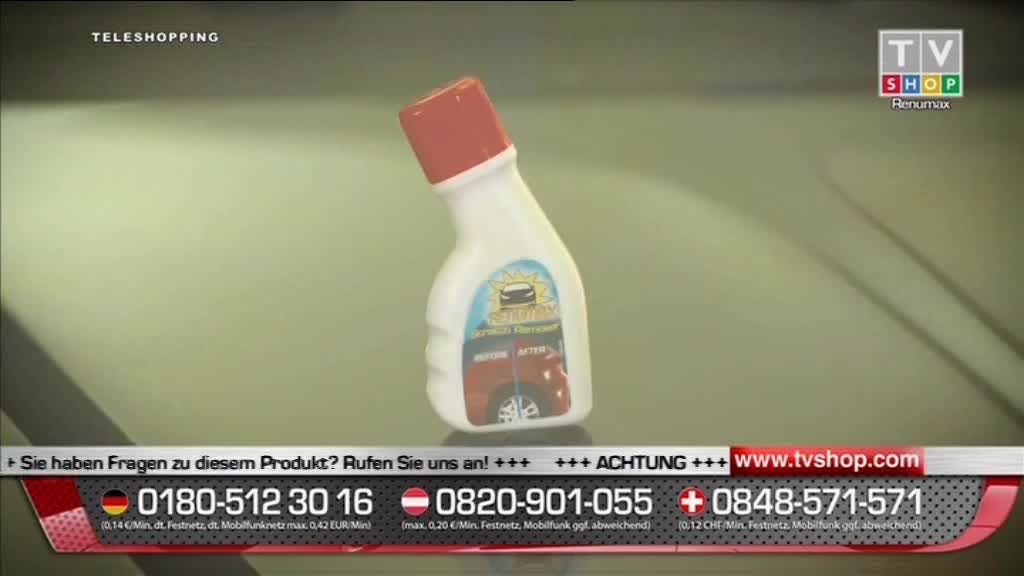 TELESHOPPING
TV
SHOP
Renumax
Scratch Remover
BEFORE AFTER
+ Sie haben Fragen zu diesem Produkt? Rufen Sie uns an! +++ +++ ACHTUNG +++
www.tvshop.com
0180-512 30 16 0820-901-055 0848-571-571
(0,14 €/Min. dt. Festnetz, dt. Mobilfunknetz max. 0,42 EUR/Min) (max. 0,20 €/Min. Festnetz, Mobilfunk ggf. abweichend) (0,12 CHF/Min. Festnetz, Mobilfunk ggf. abweichend)